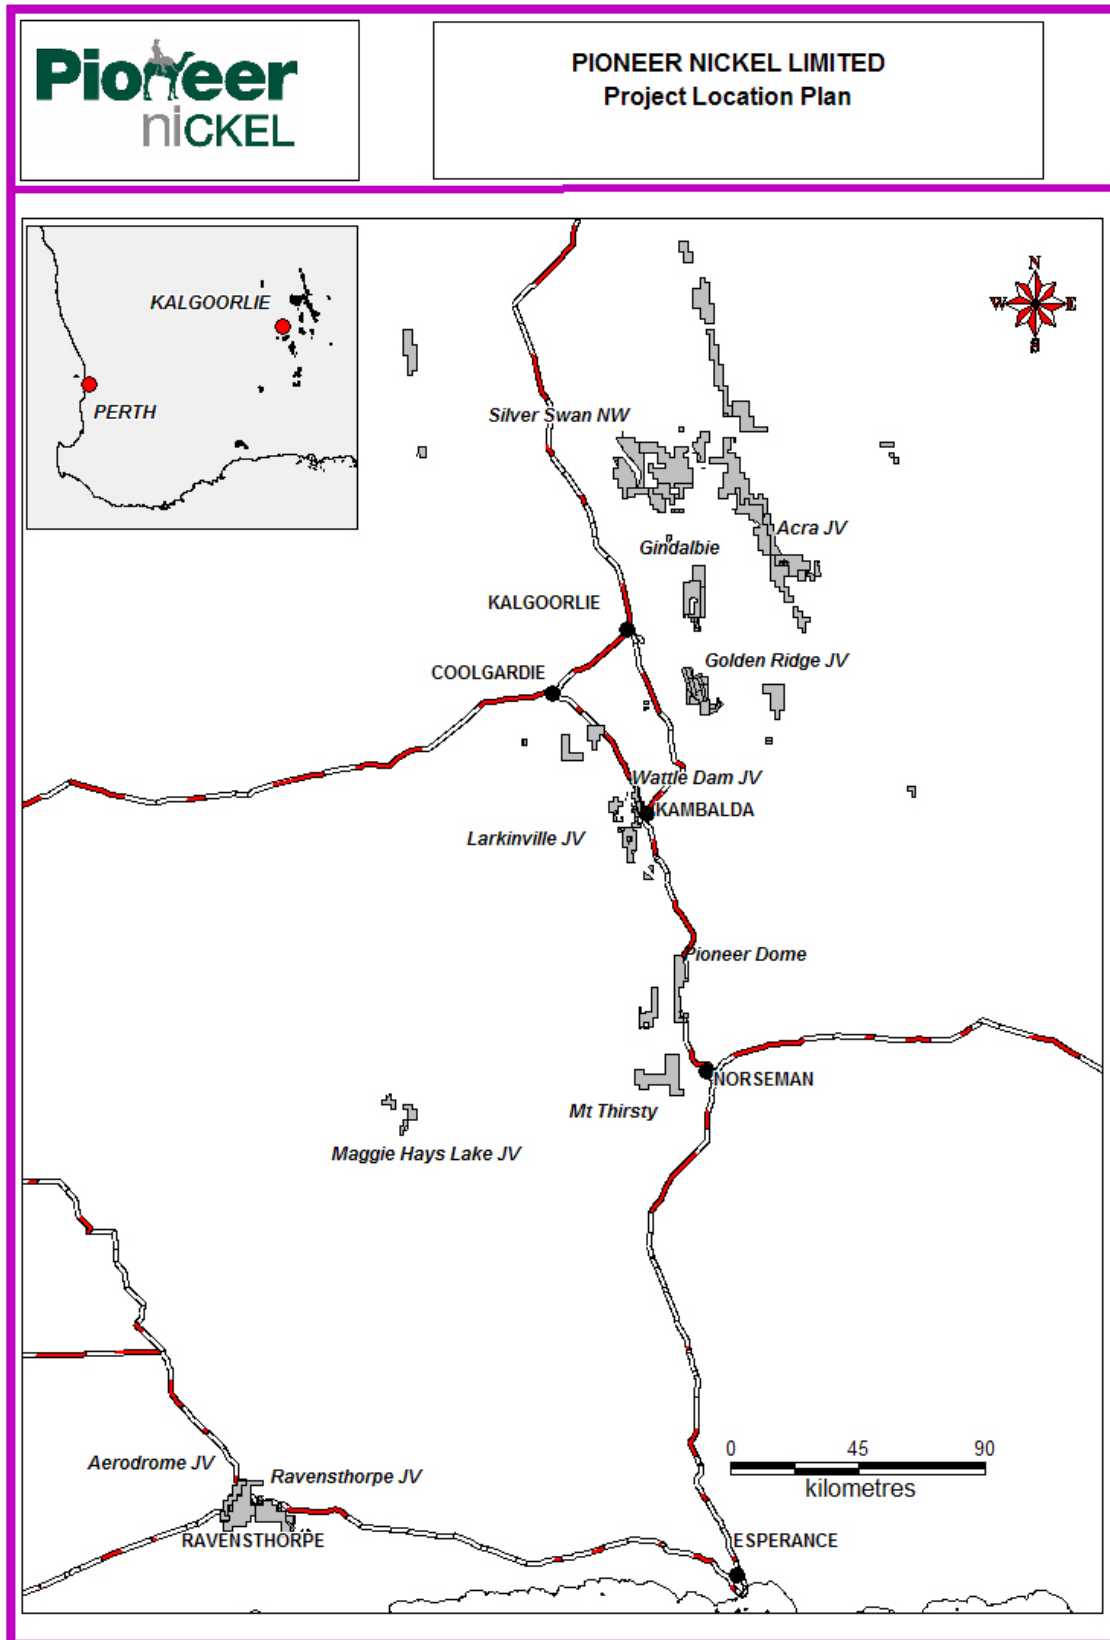 Pioneer
niCKEL
PIONEER NICKEL LIMITED
Project Location Plan
KALGOORLIE
PERTH
N
W
E
S
Silver Swan NW
Acra JV
Gindalbie
KALGOORLIE
Golden Ridge JV
COOLGARDIE
Wattle Dam JV
KAMBALDA
Larkinville JV
Pioneer Dome
NORSEMAN
Mt Thirsty
Maggie Hays Lake JV
0 45 90
kilometres
Aerodrome JV
Ravensthorpe JV
RAVENSTHORPE
ESPERANCE